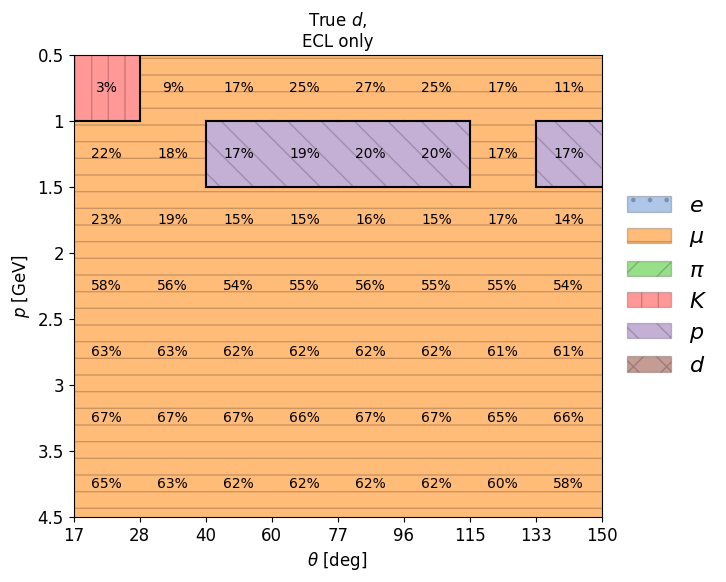 True d,
ECL only
0.5
3% 9% 17% 25% 27% 25% 17% 11%
1
22% 18% 17% 19% 20% 20% 17% 17%
1.5
23% 19% 15% 15% 16% 15% 17% 14%
2
58% 56% 54% 55% 56% 55% 55% 54%
2.5
63% 63% 62% 62% 62% 62% 61% 61%
3
67% 67% 67% 66% 67% 67% 65% 66%
3.5
65% 63% 62% 62% 62% 62% 60% 58%
4
4.5
p [GeV]
17 28 40 60 77 96 115 133 150
θ [deg]
e
μ
π
K
p
d